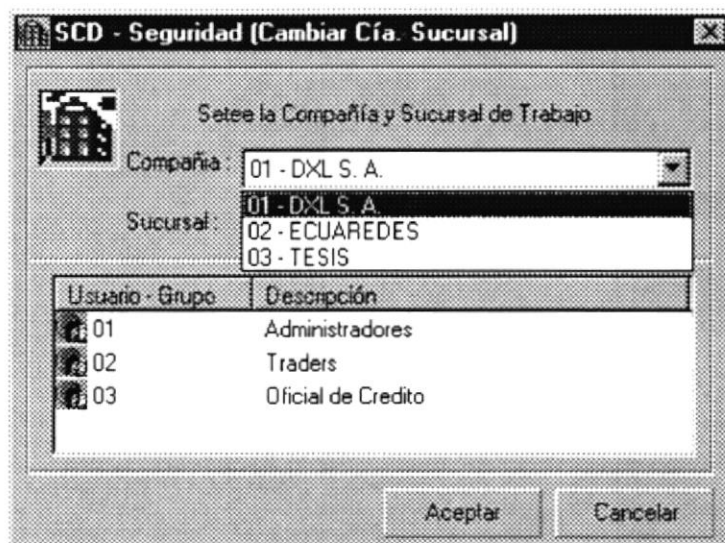 SCD - Seguridad (Cambiar Cía. Sucursal)
Setee la Compañía y Sucursal de Trabajo
Compañia : 01 - DXL S. A.
01 - DXL S. A.
Sucursal :
02 - ECUAREDES
03 - TESIS
Usuario - Grupo Descripción
01 Administradores
02 Traders
03 Oficial de Credito
Aceptar Cancelar